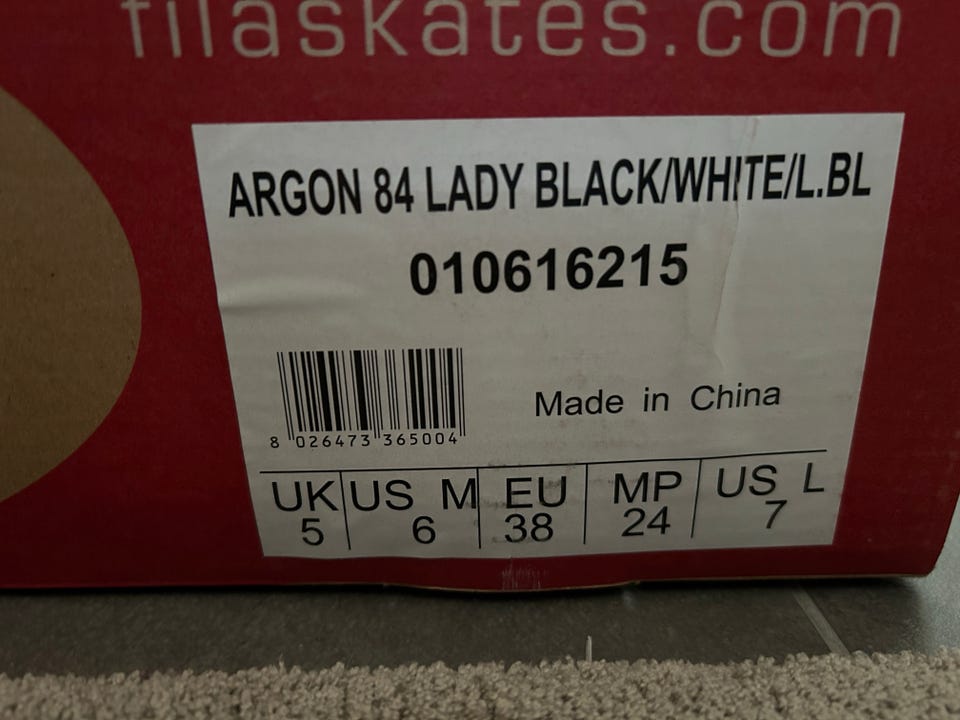 filaskates.com
ARGON 84 LADY BLACK/WHITE/L.BL
010616215
8 026473 365004
Made in China
UK US M EU MP US L
5 6 38 24 7